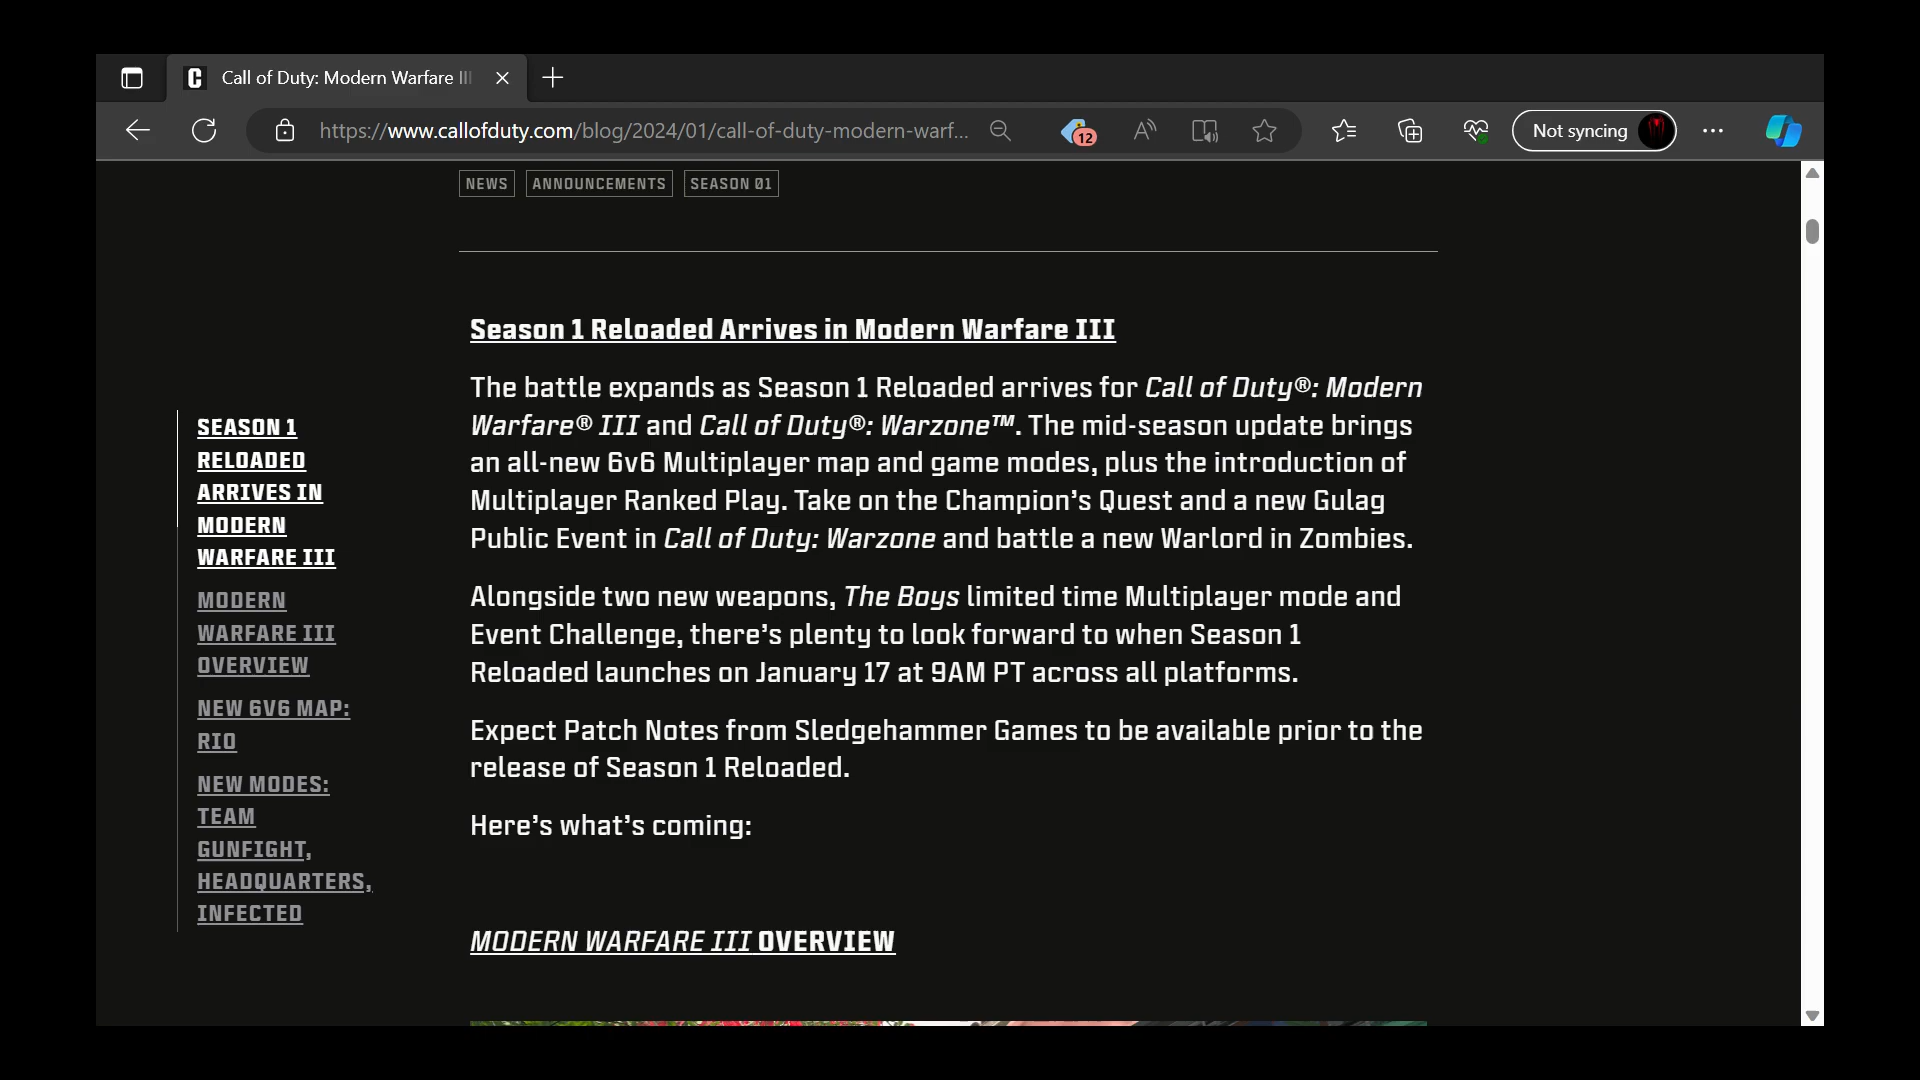 Call of Duty: Modern Warfare III
https://www.callofduty.com/blog/2024/01/call-of-duty-modern-warf...
12
Not syncing
NEWS
ANNOUNCEMENTS
SEASON 01
SEASON 1
RELOADED
ARRIVES IN
MODERN
WARFARE III
MODERN
WARFARE III
OVERVIEW
NEW 6V6 MAP:
RIO
NEW MODES:
TEAM
GUNFIGHT,
HEADQUARTERS,
INFECTED
Season 1 Reloaded Arrives in Modern Warfare III
The battle expands as Season 1 Reloaded arrives for Call of Duty®: Modern
Warfare® III and Call of Duty®: Warzone™. The mid-season update brings
an all-new 6v6 Multiplayer map and game modes, plus the introduction of
Multiplayer Ranked Play. Take on the Champion’s Quest and a new Gulag
Public Event in Call of Duty: Warzone and battle a new Warlord in Zombies.
Alongside two new weapons, The Boys limited time Multiplayer mode and
Event Challenge, there’s plenty to look forward to when Season 1
Reloaded launches on January 17 at 9AM PT across all platforms.
Expect Patch Notes from Sledgehammer Games to be available prior to the
release of Season 1 Reloaded.
Here’s what’s coming:
MODERN WARFARE III OVERVIEW